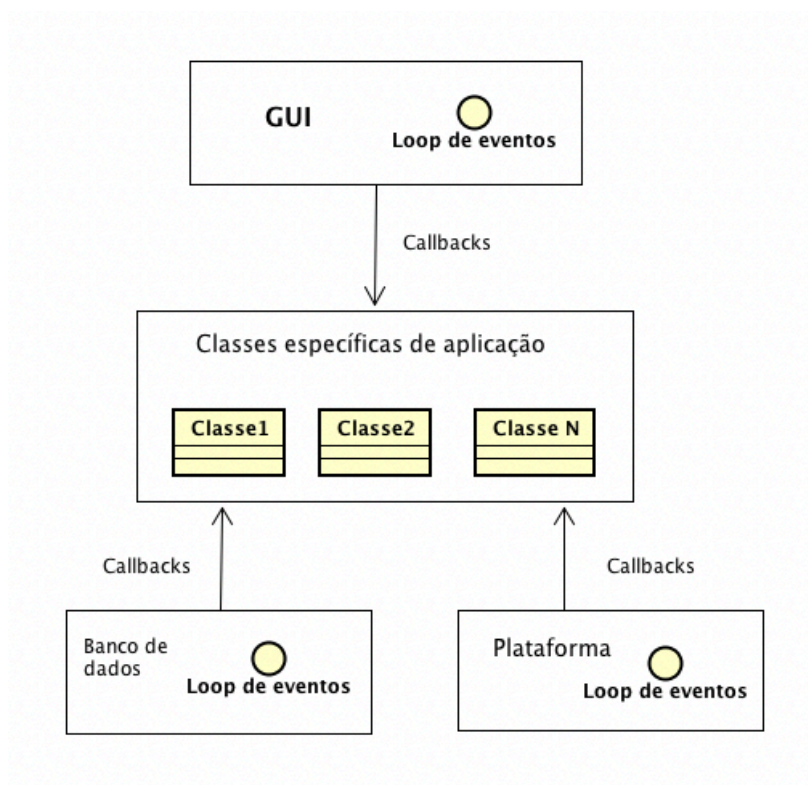 GUI
Loop de eventos
Callbacks
Classes específicas de aplicação
Classe1
Classe2
Classe N
Callbacks
Callbacks
Banco de
dados
Loop de eventos
Plataforma
Loop de eventos